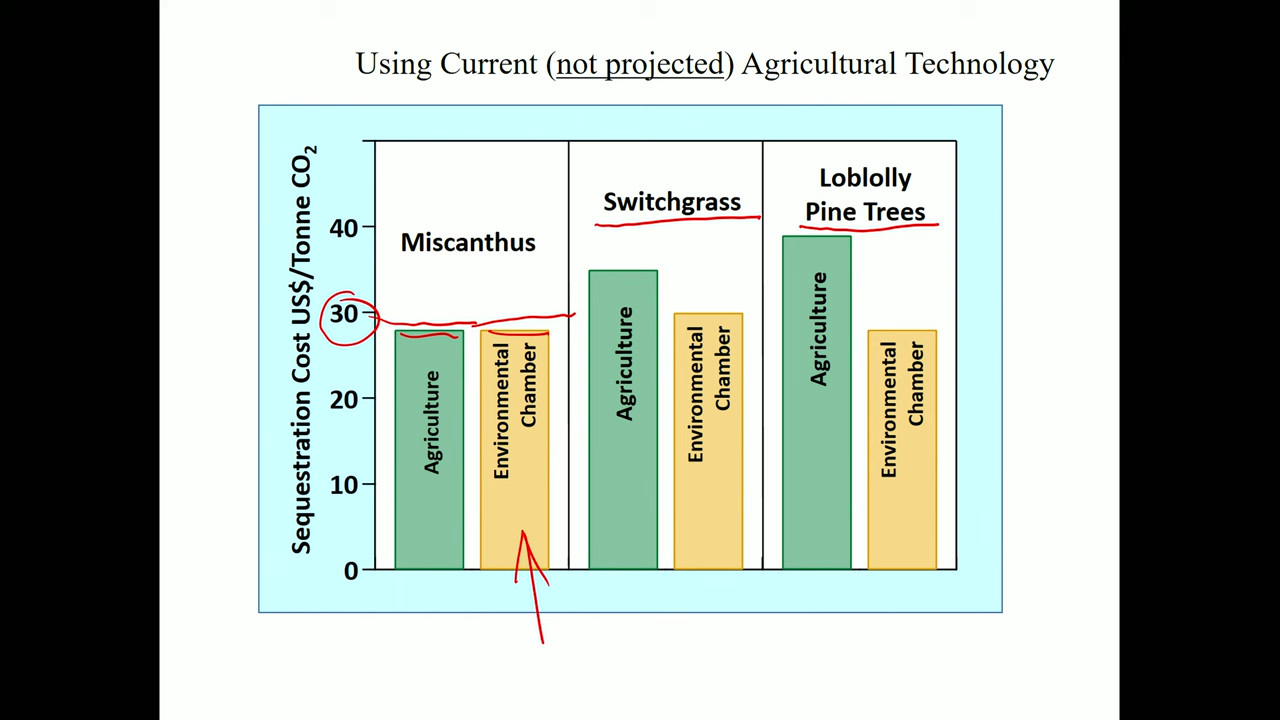 Using Current (not projected) Agricultural Technology
Sequestration Cost US$/Tonne CO₂
40
30
20
10
0
Miscanthus
Agriculture
Environmental
Chamber
Switchgrass
Agriculture
Environmental
Chamber
Loblolly
Pine Trees
Agriculture
Environmental
Chamber